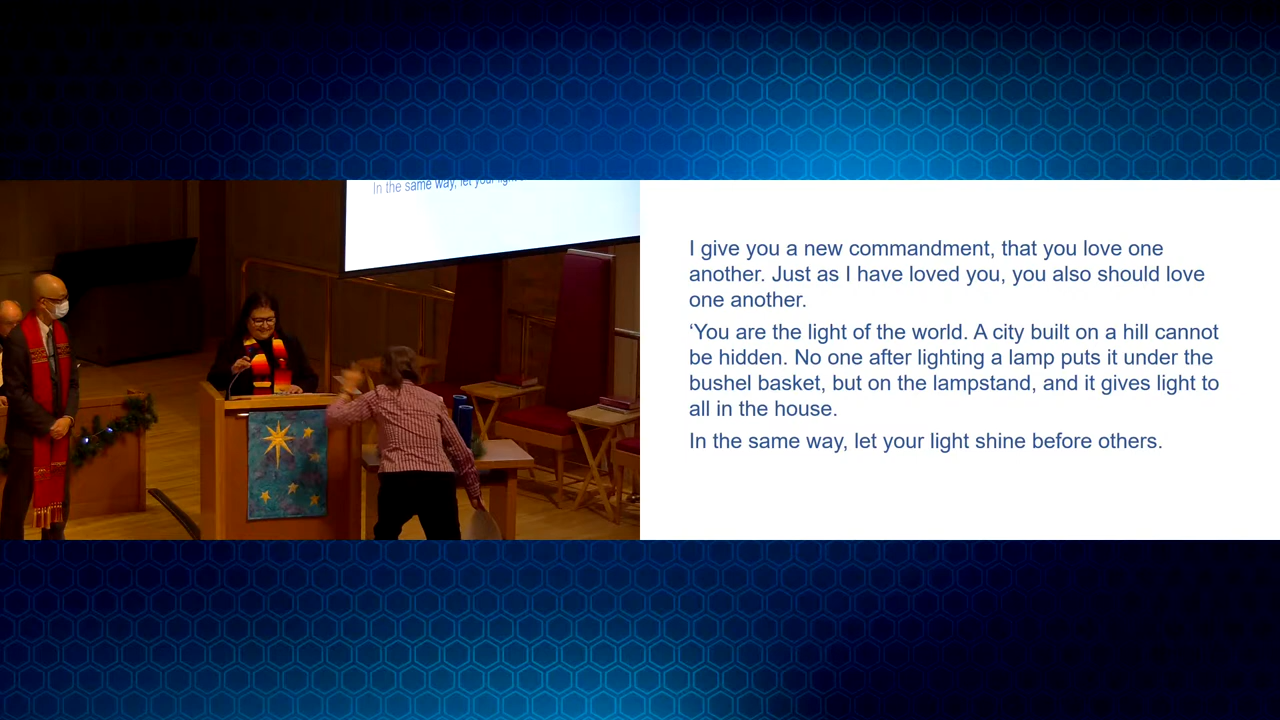 In the same way, let your light
I give you a new commandment, that you love one
another. Just as I have loved you, you also should love
one another.
‘You are the light of the world. A city built on a hill cannot
be hidden. No one after lighting a lamp puts it under the
bushel basket, but on the lampstand, and it gives light to
all in the house.
In the same way, let your light shine before others.